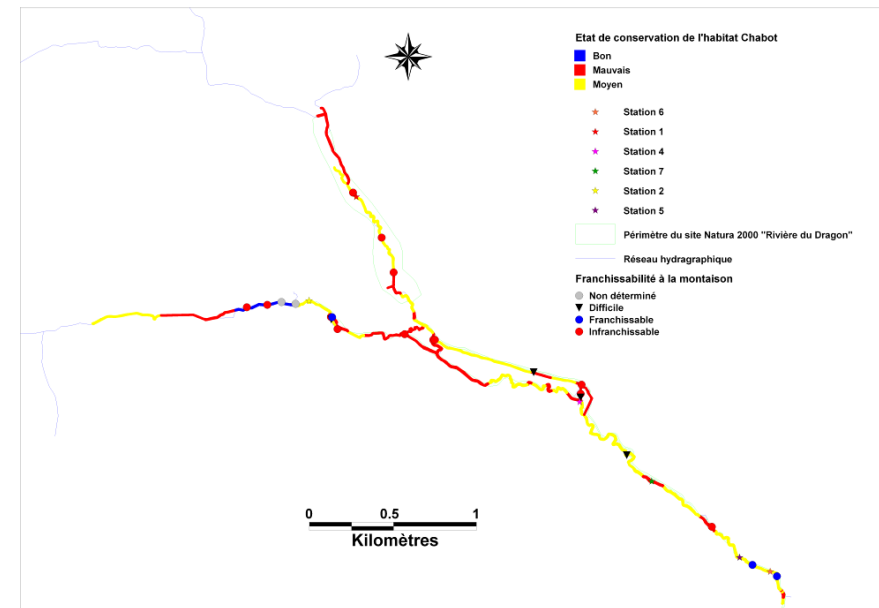 Etat de conservation de l'habitat Chabot
Bon
Mauvais
Moyen
Station 6
Station 1
Station 4
Station 7
Station 2
Station 5
Périmètre du site Natura 2000 "Rivière du Dragon"
Réseau hydragraphique
Franchissabilité à la montaison
Non déterminé
Difficile
Franchissable
Infranchissable
0 0.5 1
Kilomètres